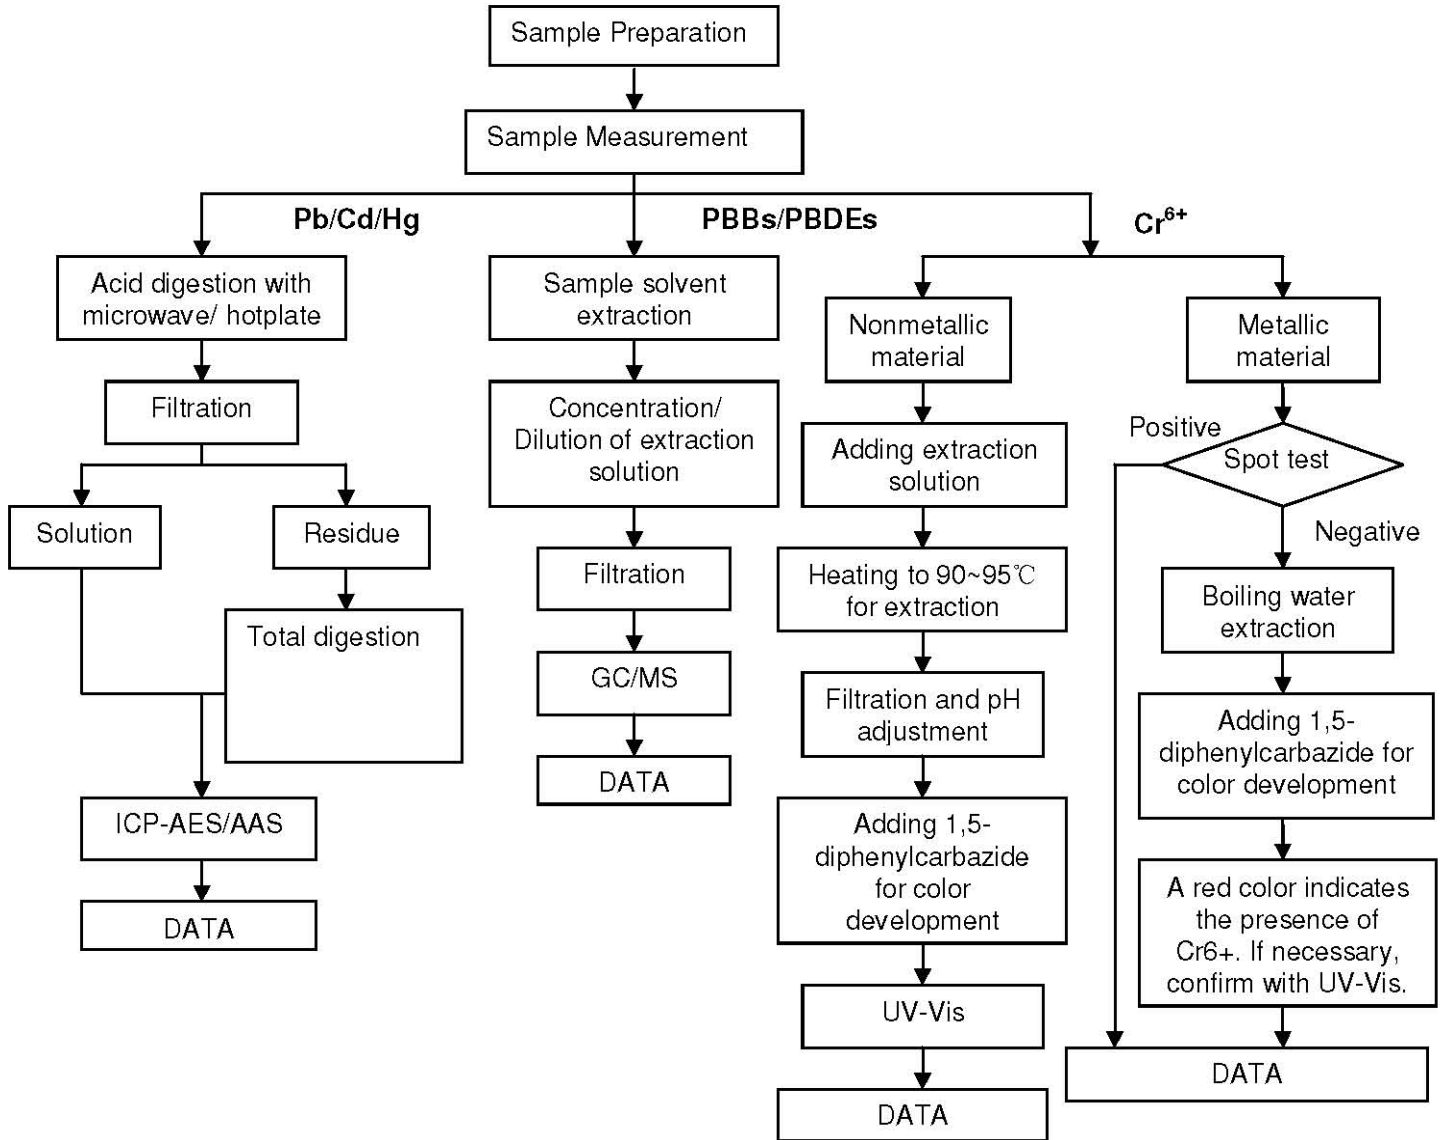 Sample Preparation
Sample Measurement
Pb/Cd/Hg
PBBs/PBDEs
Cr⁶⁺
Acid digestion with
microwave/ hotplate
Filtration
Solution
Residue
Total digestion
ICP-AES/AAS
DATA
Sample solvent
extraction
Concentration/
Dilution of extraction
solution
Filtration
GC/MS
DATA
Nonmetallic
material
Adding extraction
solution
Heating to 90~95℃
for extraction
Filtration and pH
adjustment
Adding 1,5-
diphenylcarbazide
for color
development
UV-Vis
DATA
Metallic
material
Positive
Spot test
Negative
Boiling water
extraction
Adding 1,5-
diphenylcarbazide for
color development
A red color indicates
the presence of
Cr6+. If necessary,
confirm with UV-Vis.
DATA